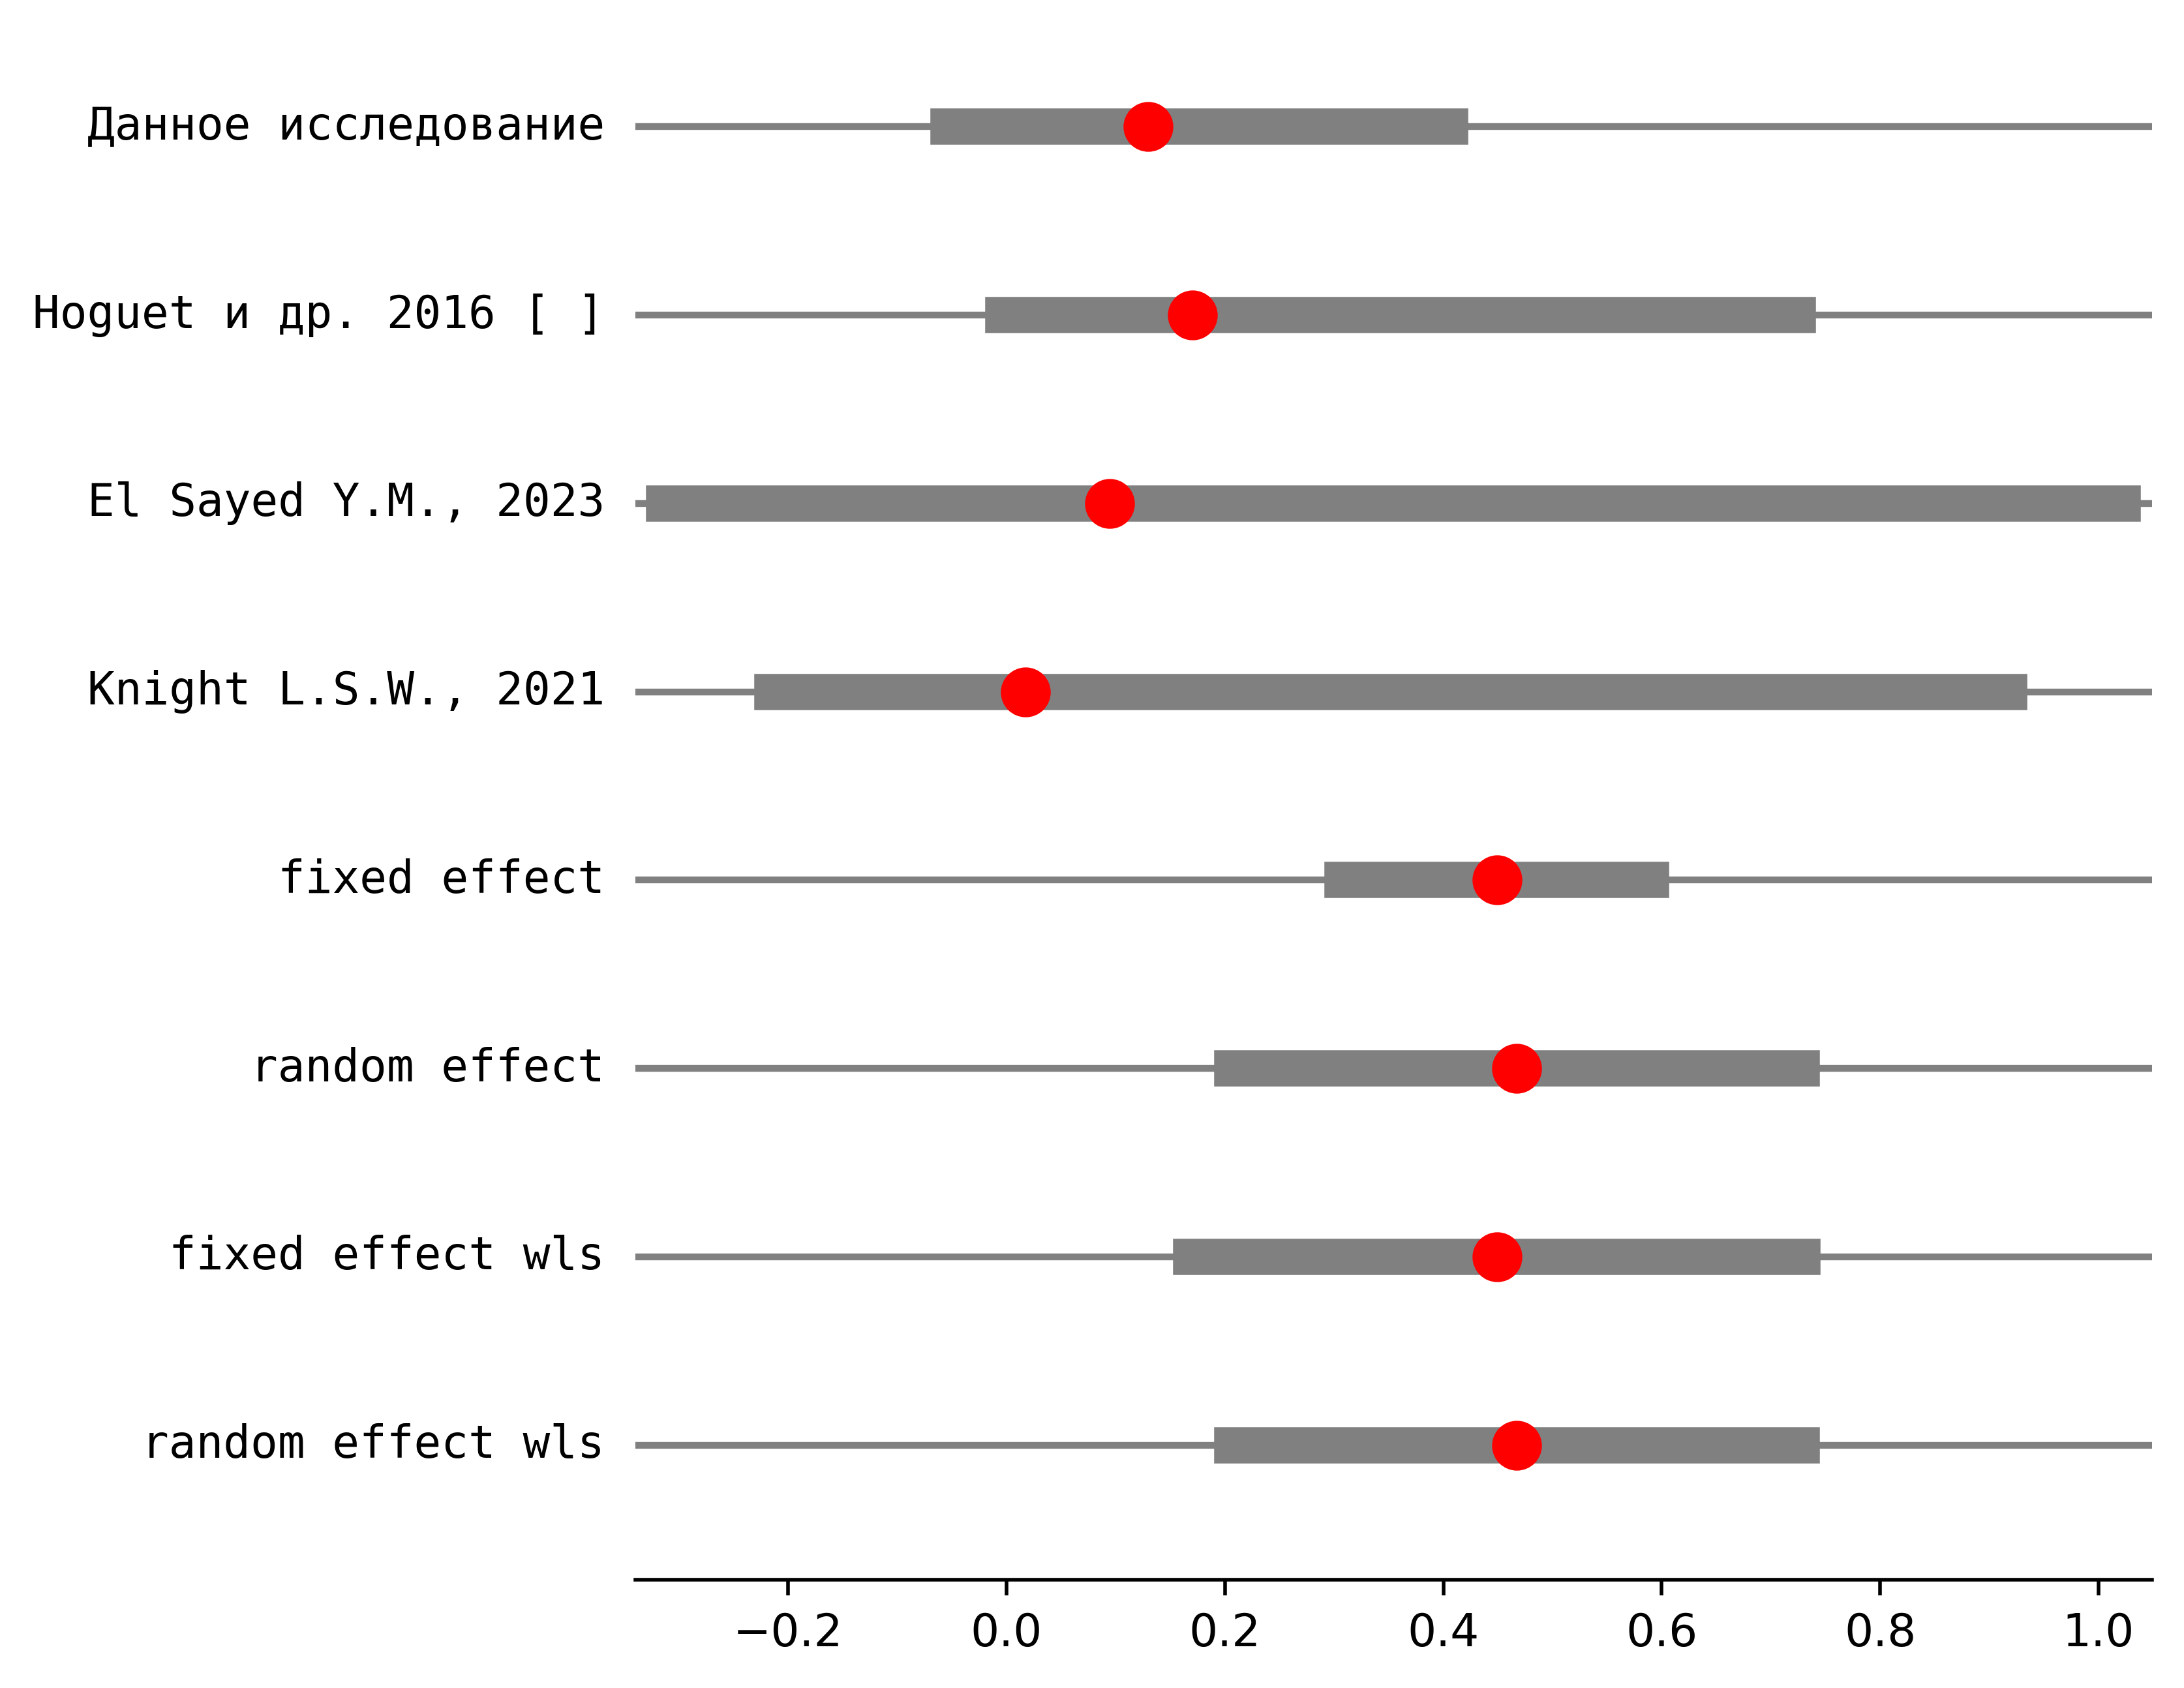 Данное исследование
Hoguet и др. 2016 [ ]
El Sayed Y.M., 2023
Knight L.S.W., 2021
fixed effect
random effect
fixed effect wls
random effect wls
−0.2 0.0 0.2 0.4 0.6 0.8 1.0